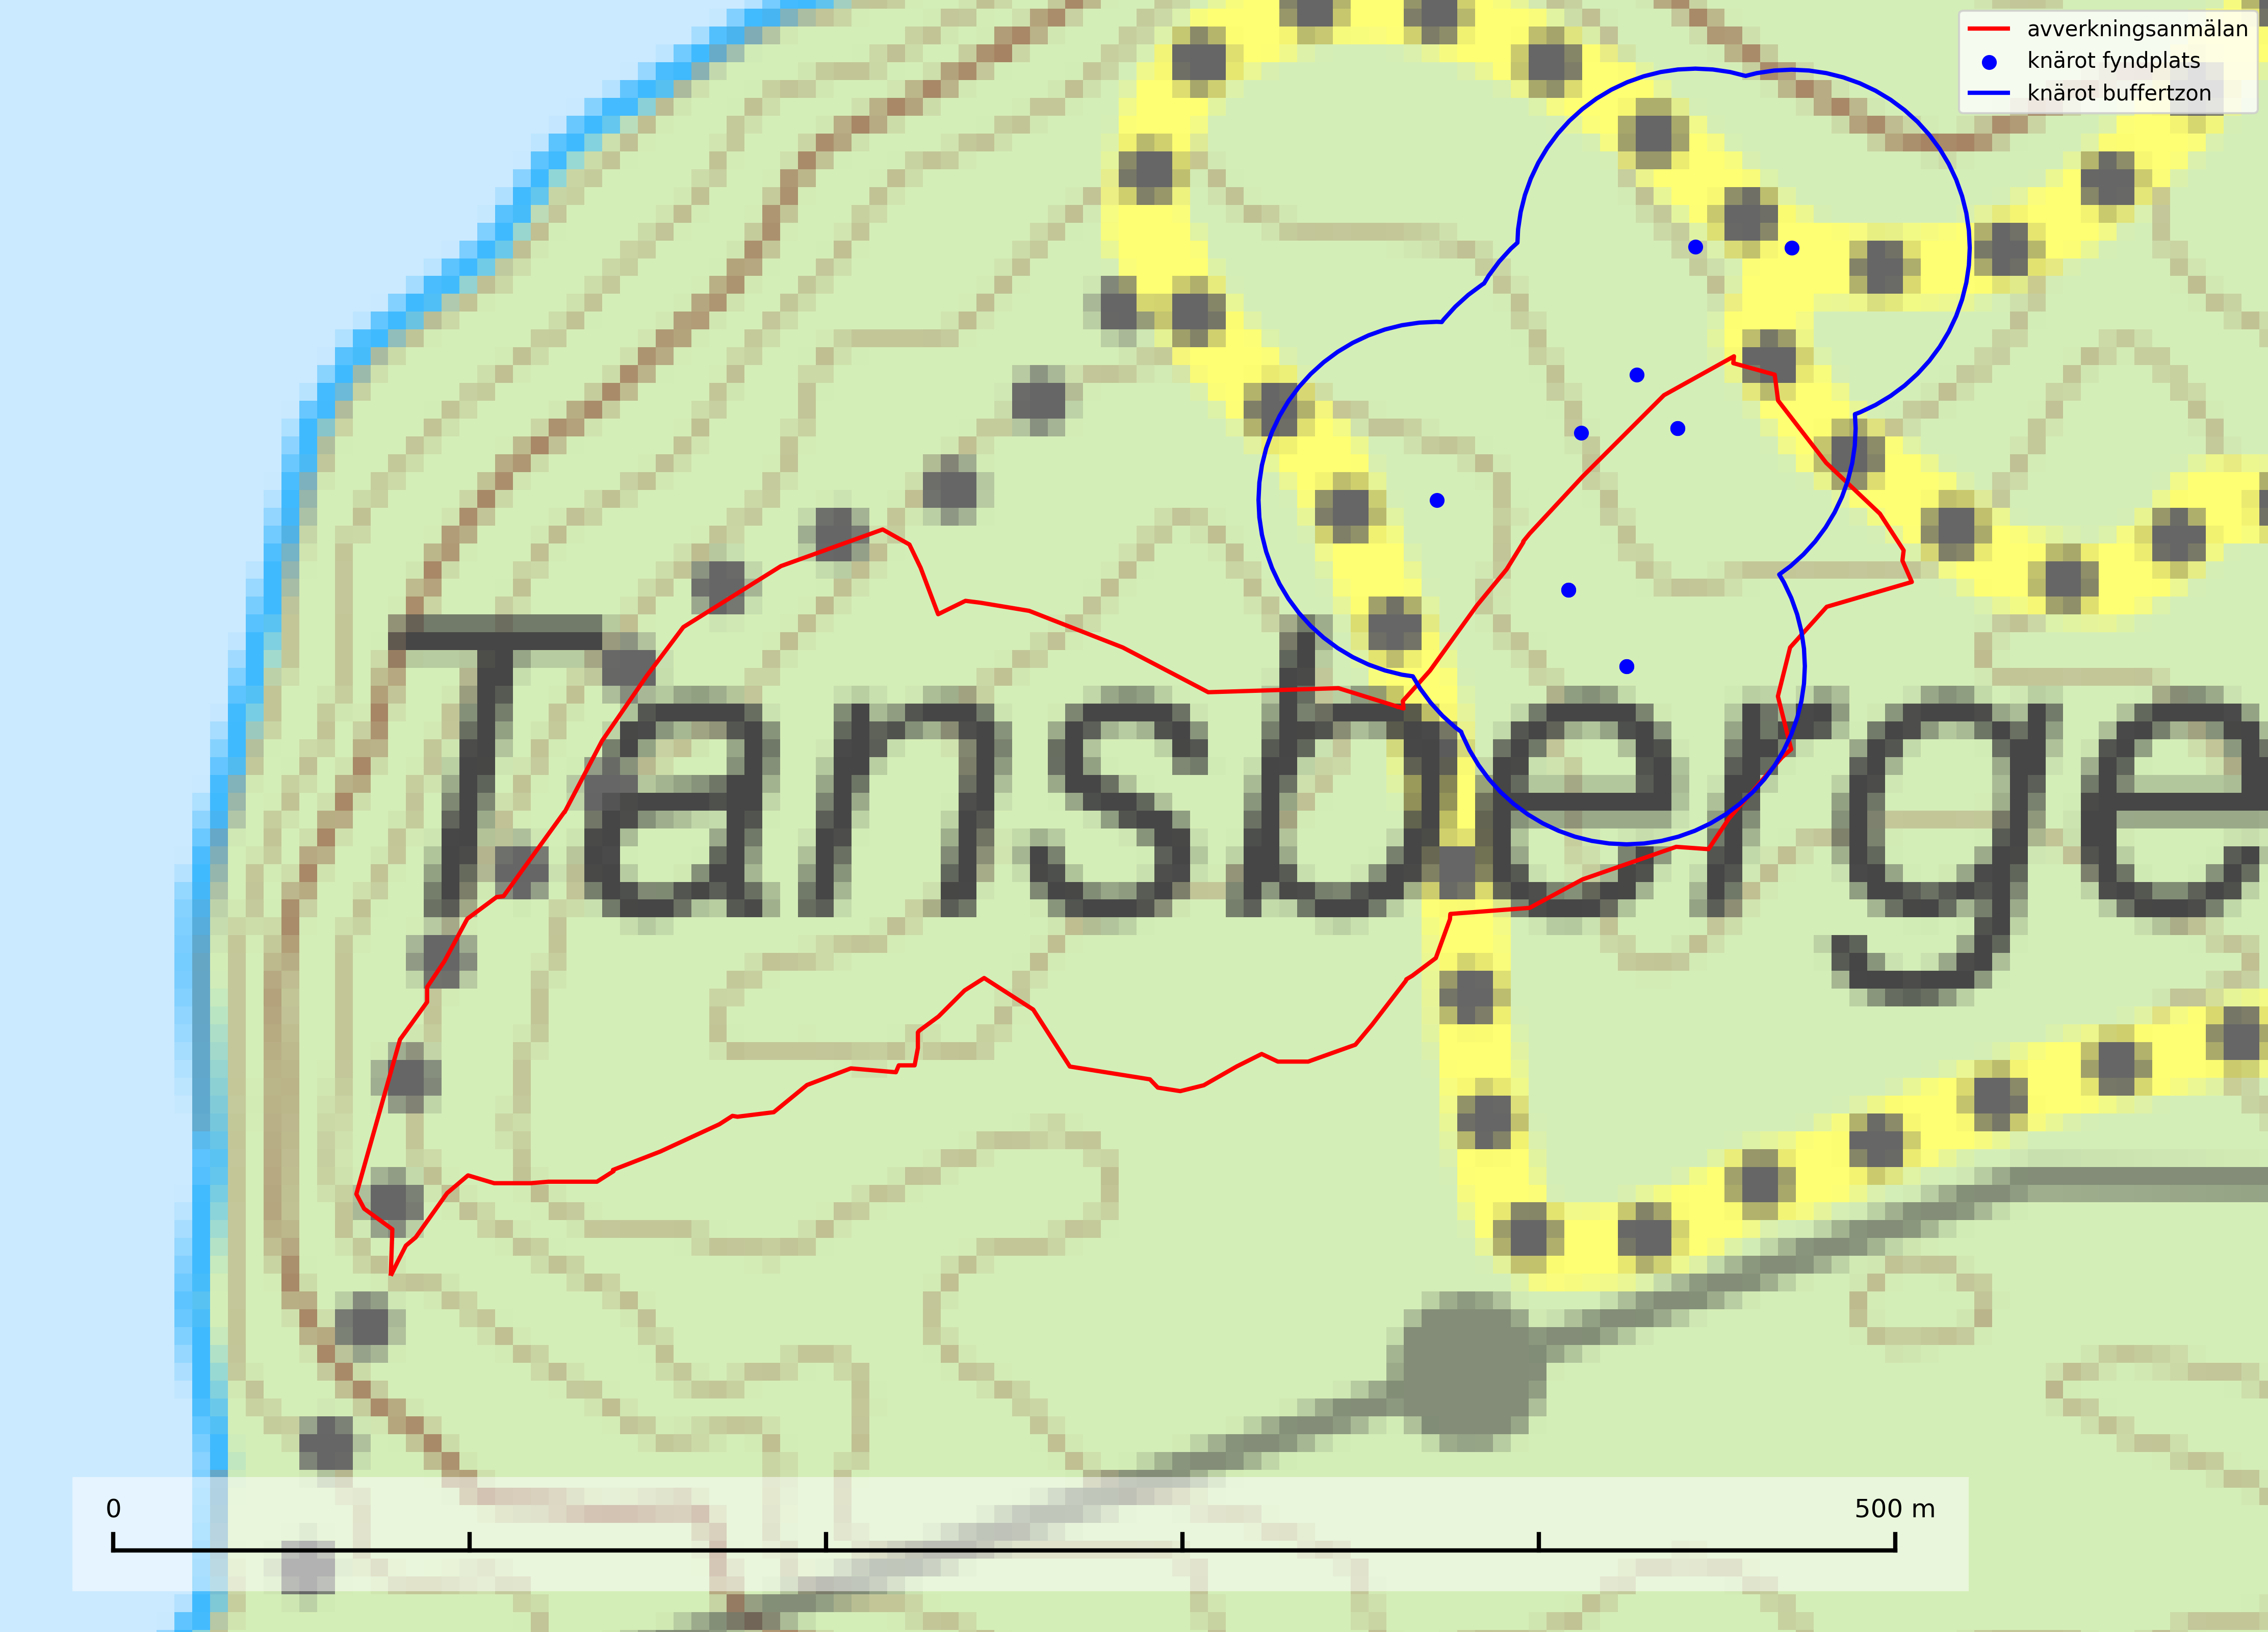 avverkningsanmälan
knärot fyndplats
knärot buffertzon
Tansberge
0 500 m